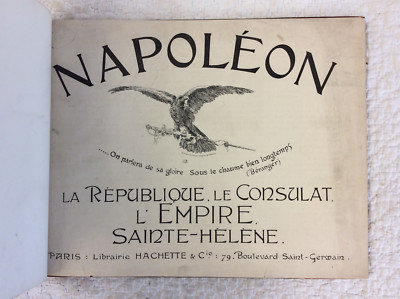 NAPOLÉON
.....On parlera de sa gloire Sous le chaume bien longtemps
(Béranger)
LA RÉPUBLIQUE, LE CONSULAT,
L'EMPIRE,
SAINTE-HÉLÈNE.
PARIS : Librairie HACHETTE & Cie : 79, Boulevard Saint-Germain.